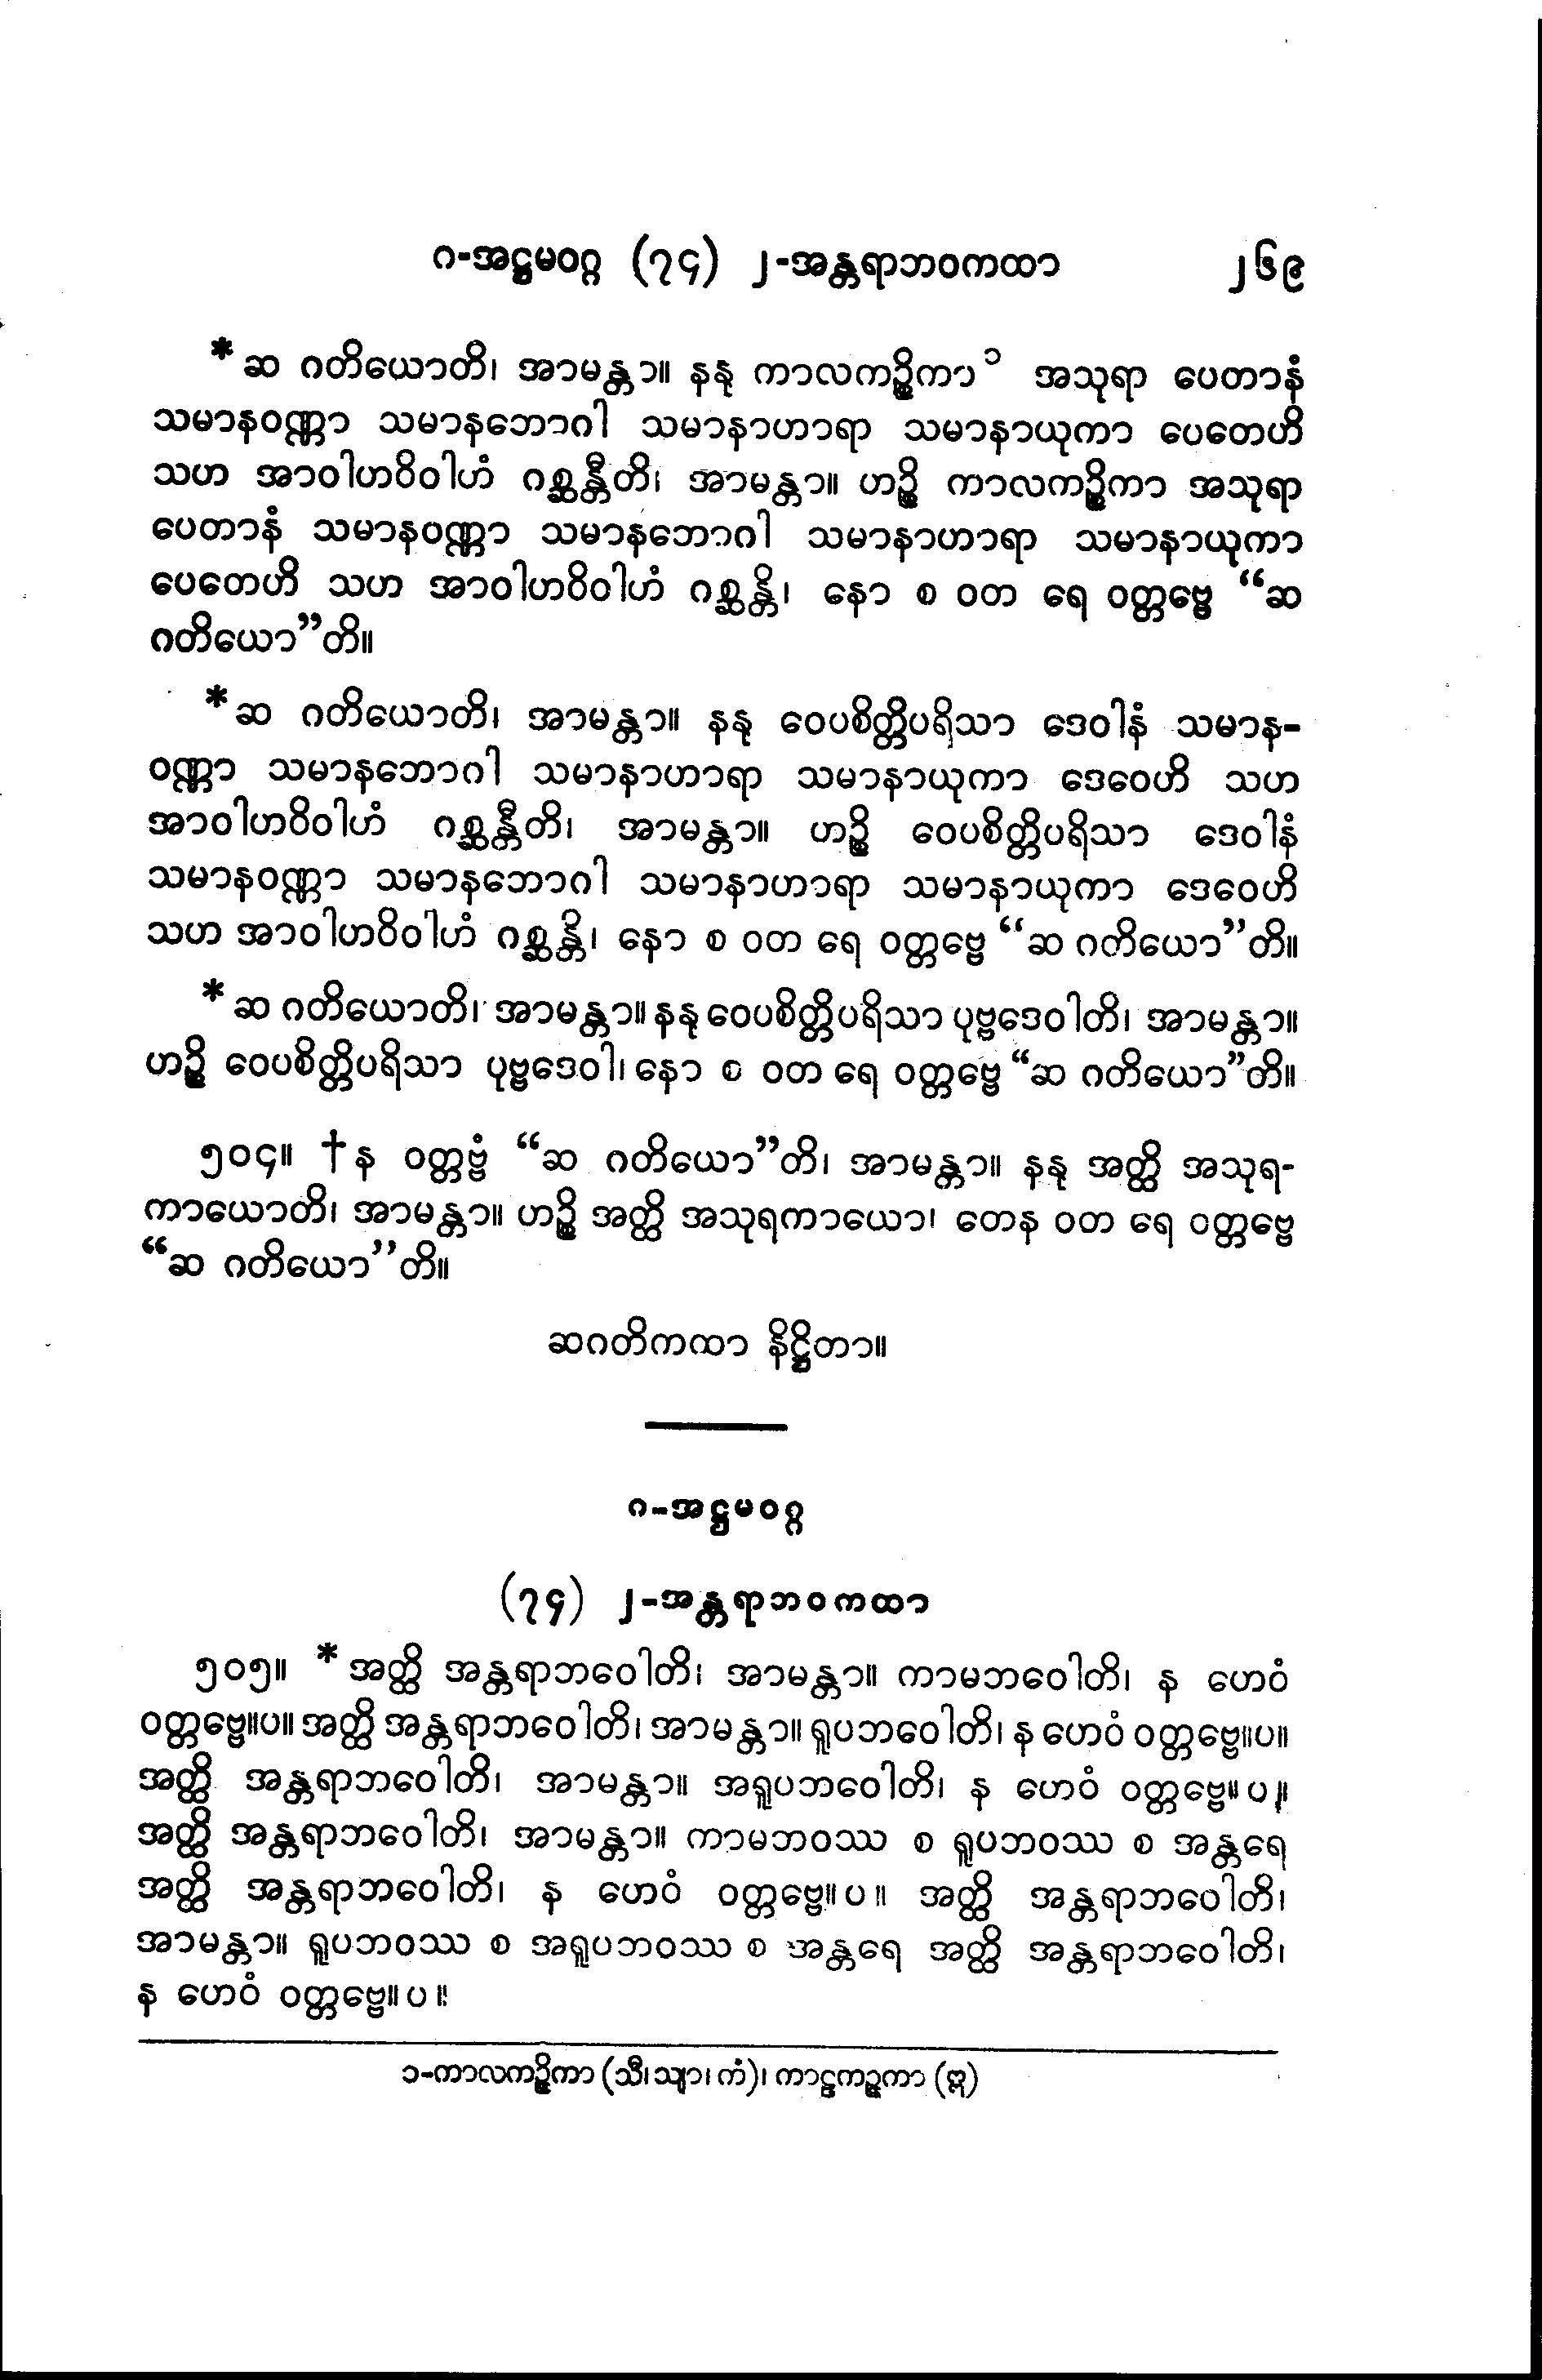 ဂ-အဋ္ဌမဝဂ္ဂ (၇၄) ၂-အန္တရာဘဝကထာ ၂၆၉
*ဆ ဂတိယောတိ၊ အာမန္တာ။ နနု ကာလကဉ္စိကာ ၁ အသုရာ ပေတာနံ
သမာနဝဏ္ဏာ သမာနဘောဂါ သမာနာဟာရာ သမာနာယုကာ ပေတေဟိ
သဟ အာဝါဟဝိဝါဟံ ဂစ္ဆန္တီတိ၊ အာမန္တာ။ ဟဉ္စိ ကာလကဉ္စိကာ အသုရာ
ပေတာနံ သမာနဝဏ္ဏာ သမာနဘောဂါ သမာနာဟာရာ သမာနာယုကာ
ပေတေဟိ သဟ အာဝါဟဝိဝါဟံ ဂစ္ဆန္တိ၊ နော စ ဝတ ရေ ဝတ္တဗ္ဗေ “ဆ
ဂတိယော”တိ။
*ဆ ဂတိယောတိ၊ အာမန္တာ။ နနု ဝေပစိတ္တိပရိသာ ဒေဝါနံ သမာန-
ဝဏ္ဏာ သမာနဘောဂါ သမာနာဟာရာ သမာနာယုကာ ဒေဝေဟိ သဟ
အာဝါဟဝိဝါဟံ ဂစ္ဆန္တီတိ၊ အာမန္တာ။ ဟဉ္စိ ဝေပစိတ္တိပရိသာ ဒေဝါနံ
သမာနဝဏ္ဏာ သမာနဘောဂါ သမာနာဟာရာ သမာနာယုကာ ဒေဝေဟိ
သဟ အာဝါဟဝိဝါဟံ ဂစ္ဆန္တိ၊ နော စ ဝတ ရေ ဝတ္တဗ္ဗေ “ဆ ဂတိယော”တိ။
*ဆ ဂတိယောတိ၊ အာမန္တာ။ နနု ဝေပစိတ္တိပရိသာ ပုဗ္ဗဒေဝါတိ၊ အာမန္တာ။
ဟဉ္စိ ဝေပစိတ္တိပရိသာ ပုဗ္ဗဒေဝါ၊ နော စ ဝတ ရေ ဝတ္တဗ္ဗေ “ဆ ဂတိယော”တိ။
၅၀၄။ †န ဝတ္တဗ္ဗံ “ဆ ဂတိယော”တိ၊ အာမန္တာ။ နနု အတ္ထိ အသုရ-
ကာယောတိ၊ အာမန္တာ။ ဟဉ္စိ အတ္ထိ အသုရကာယော၊ တေန ဝတ ရေ ဝတ္တဗ္ဗေ
“ဆ ဂတိယော”တိ။
ဆဂတိကထာ နိဋ္ဌိတာ။
ဂ-အဋ္ဌမဝဂ္ဂ
(၇၄) ၂-အန္တရာဘဝကထာ
၅၀၅။ *အတ္ထိ အန္တရာဘဝေါတိ၊ အာမန္တာ။ ကာမဘဝေါတိ၊ န ဟေဝံ
ဝတ္တဗ္ဗေ။ပ။ အတ္ထိ အန္တရာဘဝေါတိ၊ အာမန္တာ။ ရူပဘဝေါတိ၊ န ဟေဝံ ဝတ္တဗ္ဗေ။ပ။
အတ္ထိ အန္တရာဘဝေါတိ၊ အာမန္တာ။ အရူပဘဝေါတိ၊ န ဟေဝံ ဝတ္တဗ္ဗေ။ပ။
အတ္ထိ အန္တရာဘဝေါတိ၊ အာမန္တာ။ ကာမဘဝဿ စ ရူပဘဝဿ စ အန္တရေ
အတ္ထိ အန္တရာဘဝေါတိ၊ န ဟေဝံ ဝတ္တဗ္ဗေ။ပ။ အတ္ထိ အန္တရာဘဝေါတိ၊
အာမန္တာ။ ရူပဘဝဿ စ အရူပဘဝဿ စ အန္တရေ အတ္ထိ အန္တရာဘဝေါတိ၊
န ဟေဝံ ဝတ္တဗ္ဗေ။ပ။
၁-ကာလကဉ္ဇိကာ (သီ၊ သျာ၊ ကံ)၊